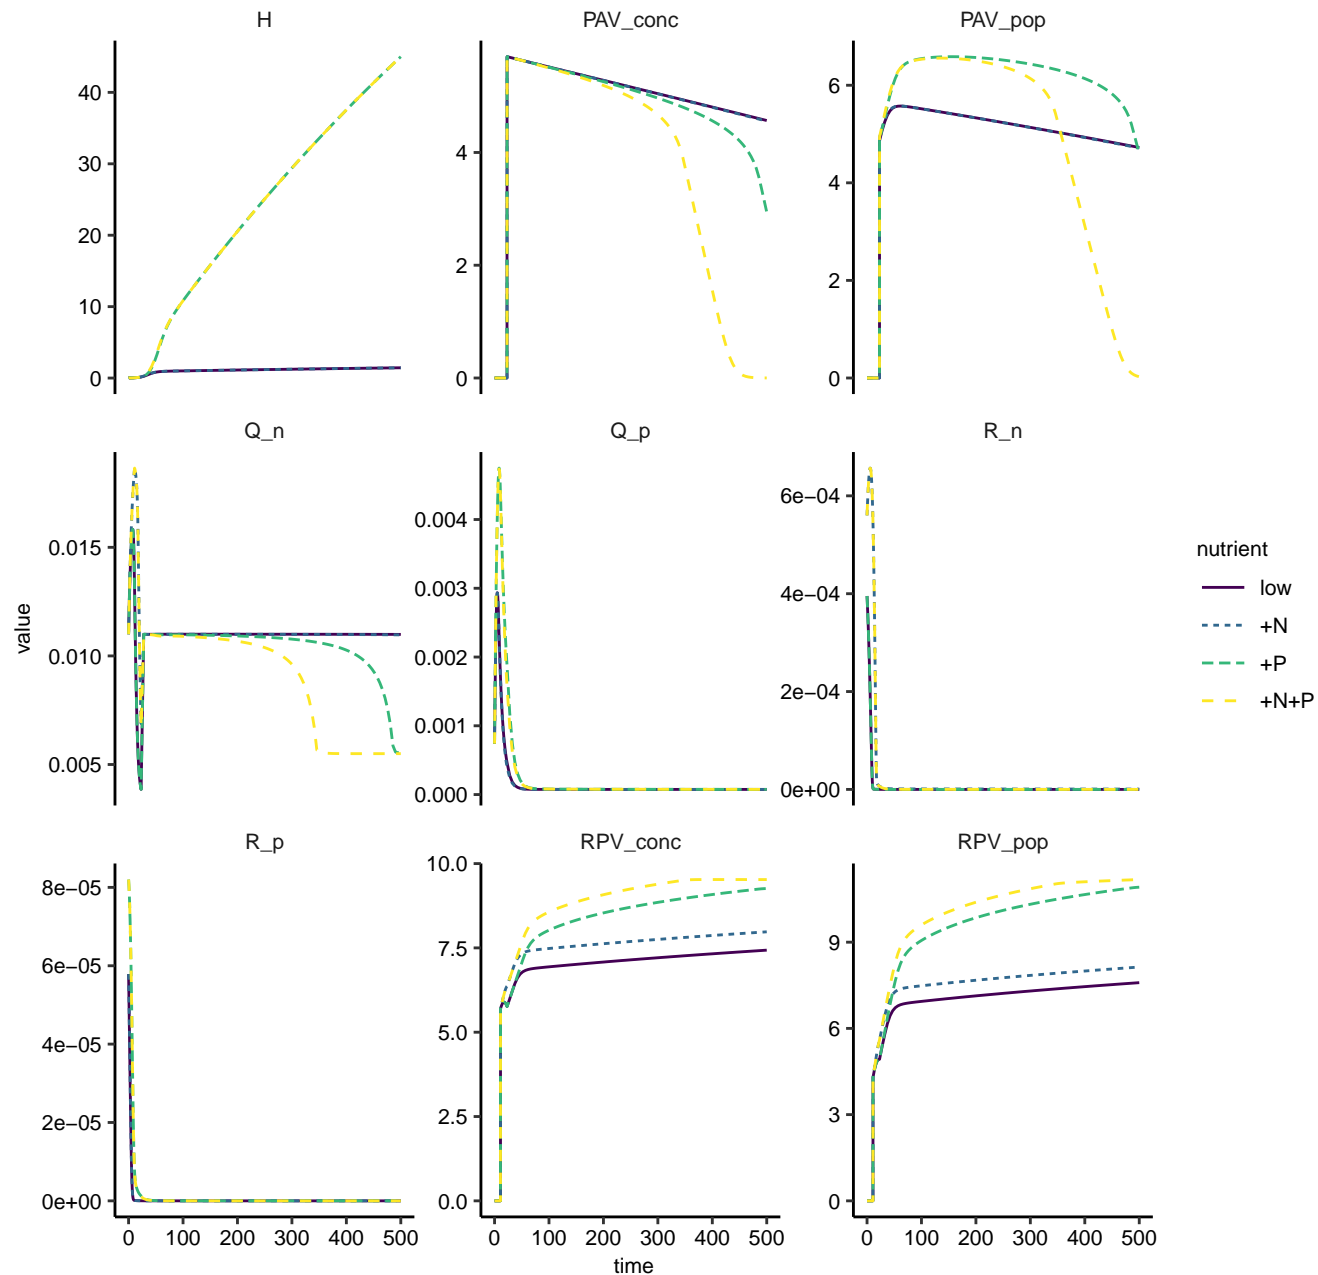 H
PAV_conc
PAV_pop
40
30
20
10
0
4
2
0
6
4
2
0
Q_n
Q_p
R_n
0.015
0.010
0.005
0.004
0.003
0.002
0.001
0.000
6e−04
4e−04
2e−04
0e+00
nutrient
low
+N
+P
+N+P
value
R_p
RPV_conc
RPV_pop
8e−05
6e−05
4e−05
2e−05
0e+00
10.0
7.5
5.0
2.5
0.0
9
6
3
0
0 100 200 300 400 500
0 100 200 300 400 500
0 100 200 300 400 500
time